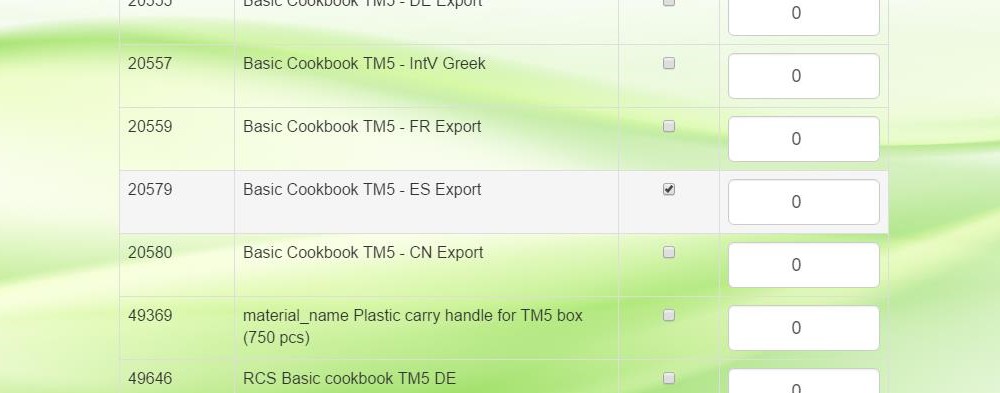 20555 Basic Cookbook TM5 - DE Export 0
20557 Basic Cookbook TM5 - IntV Greek 0
20559 Basic Cookbook TM5 - FR Export 0
20579 Basic Cookbook TM5 - ES Export 0
20580 Basic Cookbook TM5 - CN Export 0
49369 material_name Plastic carry handle for TM5 box 0
(750 pcs)
49646 RCS Basic cookbook TM5 DE 0